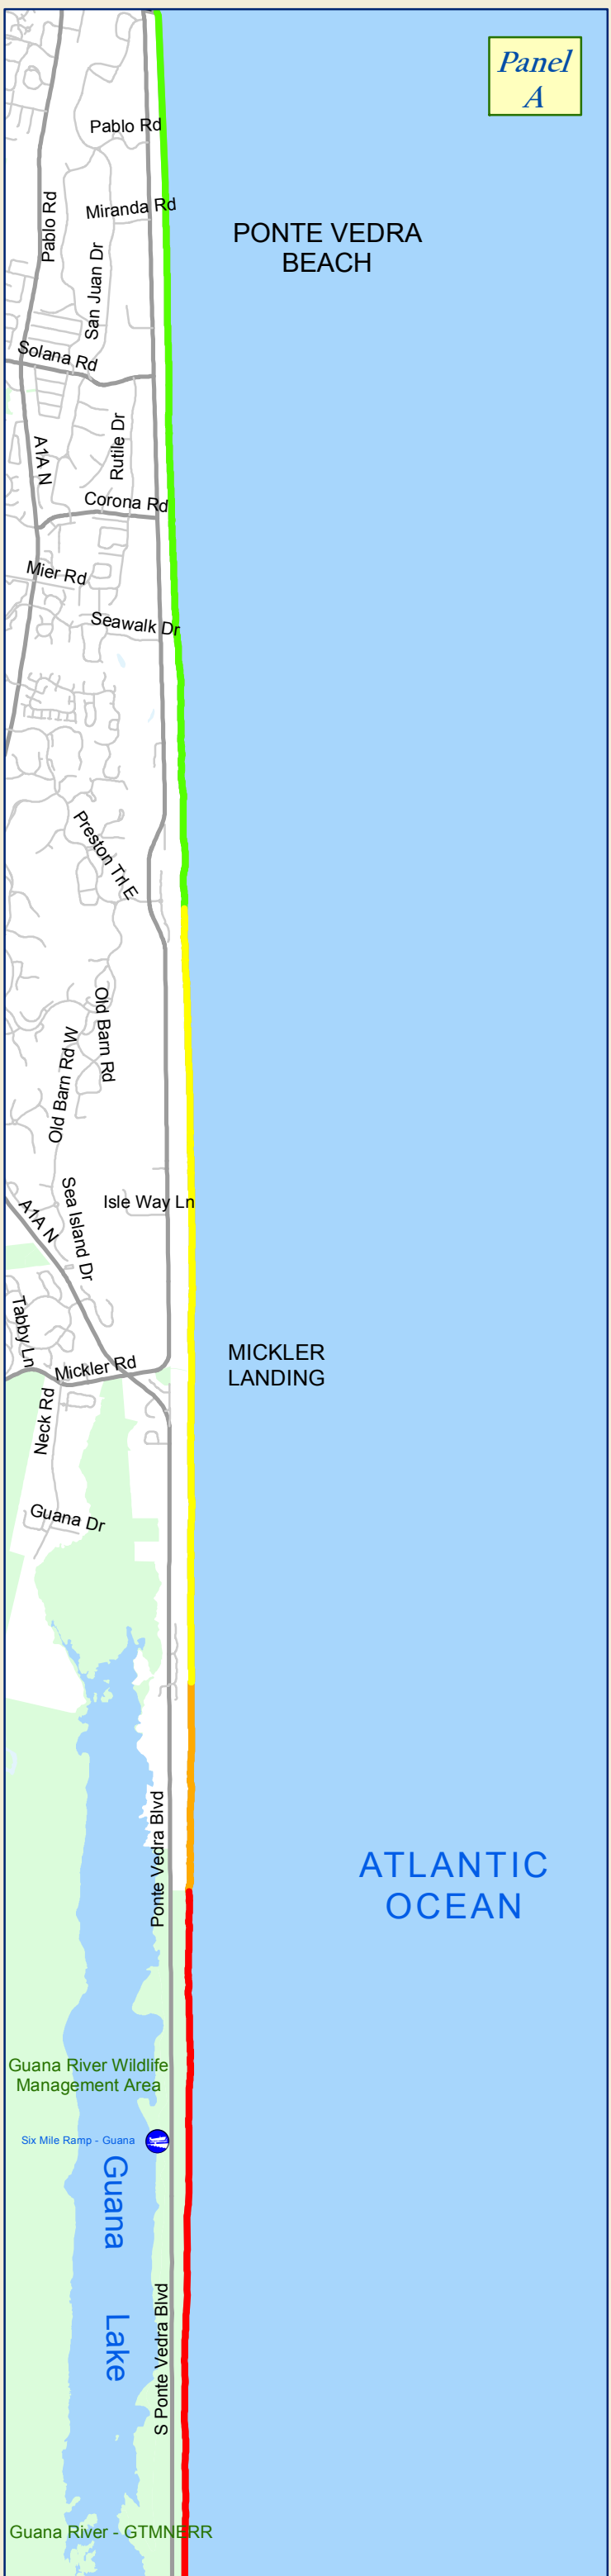 Panel
A
Pablo Rd
Pablo Rd
Miranda Rd
San Juan Dr
PONTE VEDRA
BEACH
Solana Rd
A1A N
Rutile Dr
Corona Rd
Mier Rd
Seawalk Dr
Preston Trl E
Old Barn Rd
Old Barn Rd W
Isle Way Ln
A1A N
Sea Island Dr
Tabby Ln
MICKLER
LANDING
Mickler Rd
Neck Rd
Guana Dr
Ponte Vedra Blvd
ATLANTIC
OCEAN
Guana River Wildlife
Management Area
Six Mile Ramp - Guana
Guana
Lake
S Ponte Vedra Blvd
Guana River - GTMNERR